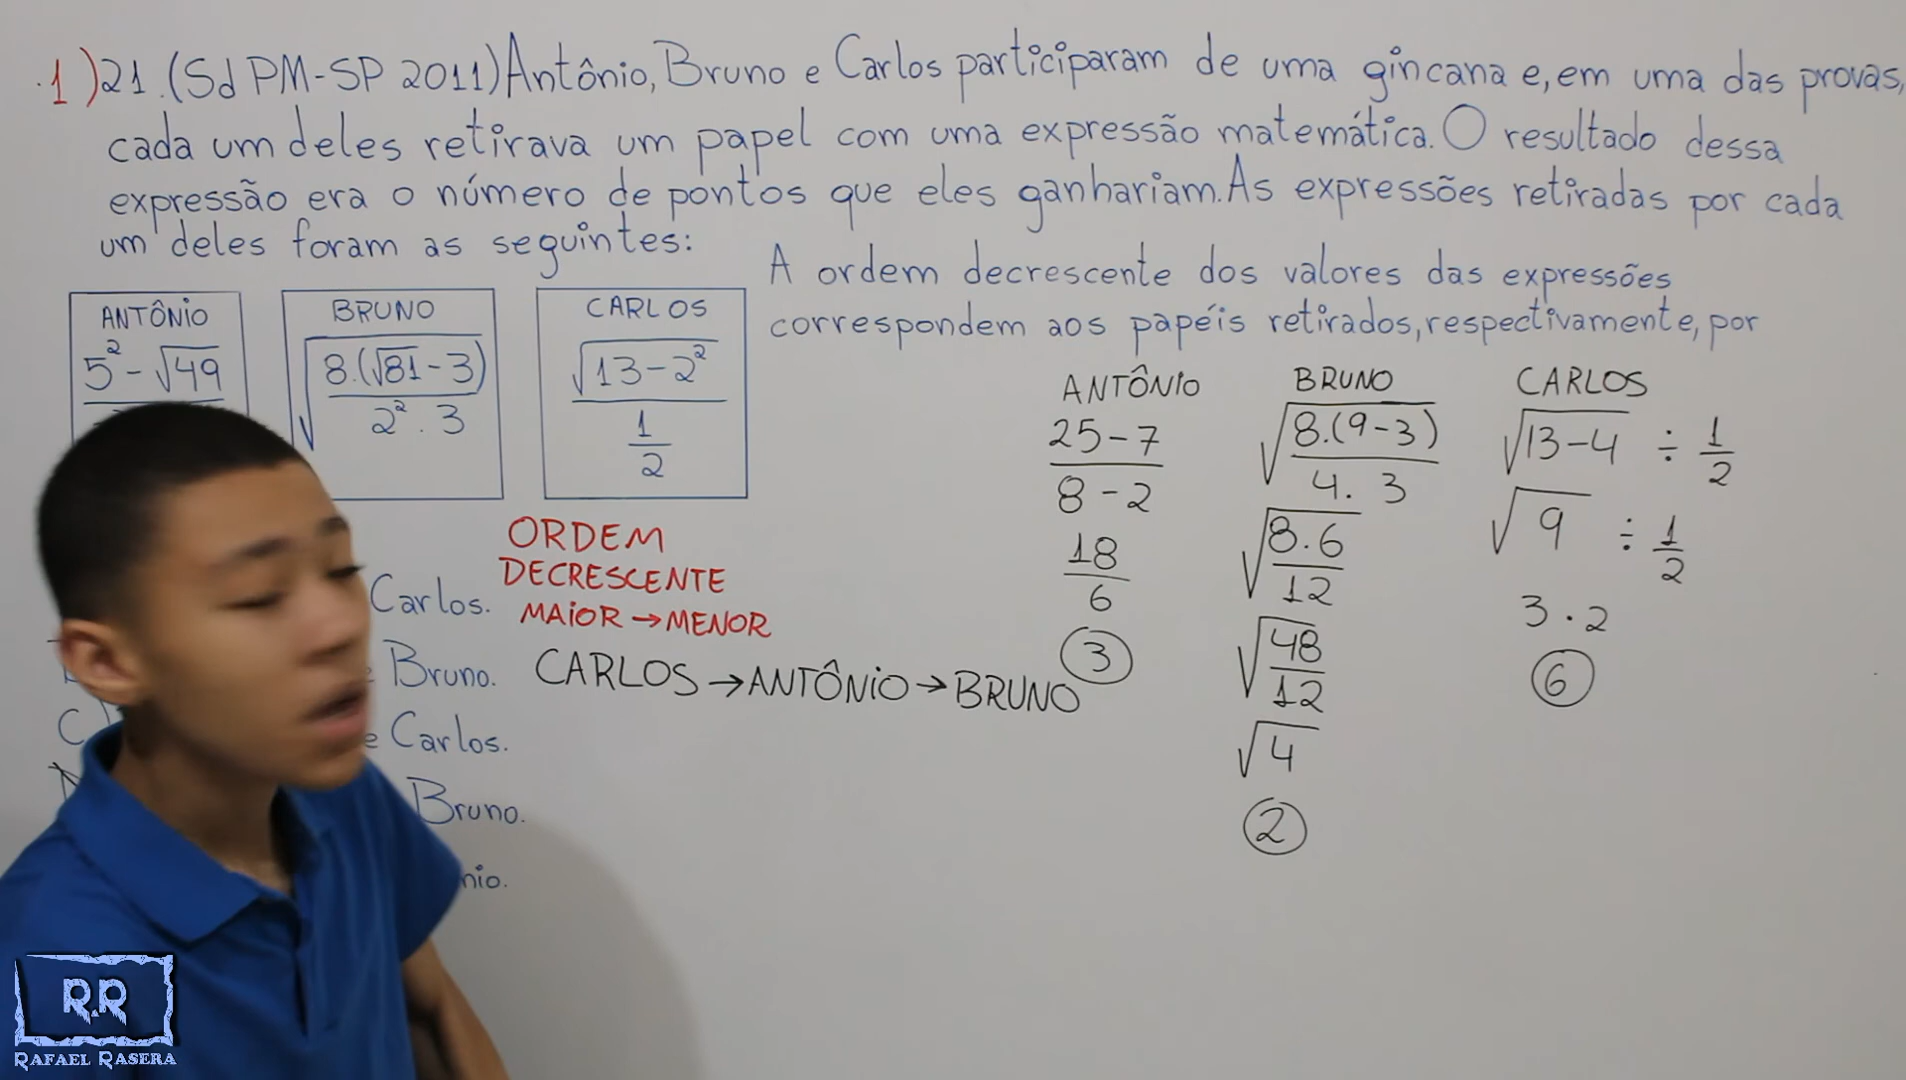 1) 21. (Sd PM-SP 2011) Antônio, Bruno e Carlos participaram de uma gincana e, em uma das provas,
cada um deles retirava um papel com uma expressão matemática. O resultado dessa
expressão era o número de pontos que eles ganhariam. As expressões retiradas por cada
um deles foram as seguintes:
ANTÔNIO
5² - √49
BRUNO
√(8.(√81 - 3) / 2² . 3)
CARLOS
√(13 - 2²)
1/2
A ordem decrescente dos valores das expressões
correspondem aos papéis retirados, respectivamente, por
Carlos.
Bruno.
C)
e Carlos.
Bruno.
nio.
ORDEM
DECRESCENTE
MAIOR → MENOR
CARLOS → ANTÔNIO → BRUNO
ANTÔNIO
25 - 7
8 - 2
18
6
3
BRUNO
√(8.(9 - 3) / 4. 3)
√(8.6 / 12)
√(48 / 12)
√4
2
CARLOS
√(13 - 4) ÷ 1/2
√9 ÷ 1/2
3 . 2
6
R.R
RAFAEL RASERA